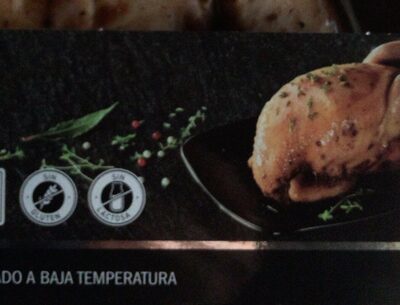 SIN
GLUTEN
SIN
LACTOSA
ADO A BAJA TEMPERATURA